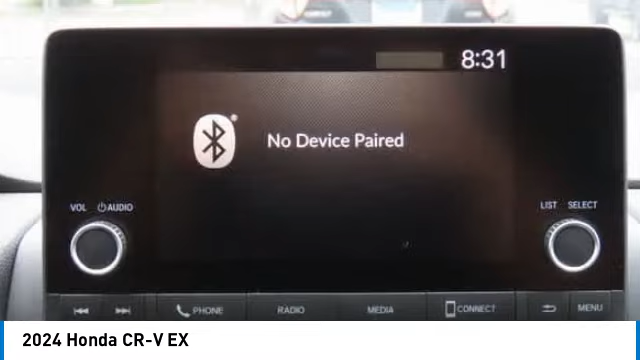 8:31
No Device Paired
VOL AUDIO
LIST SELECT
PHONE RADIO MEDIA CONNECT MENU
2024 Honda CR-V EX